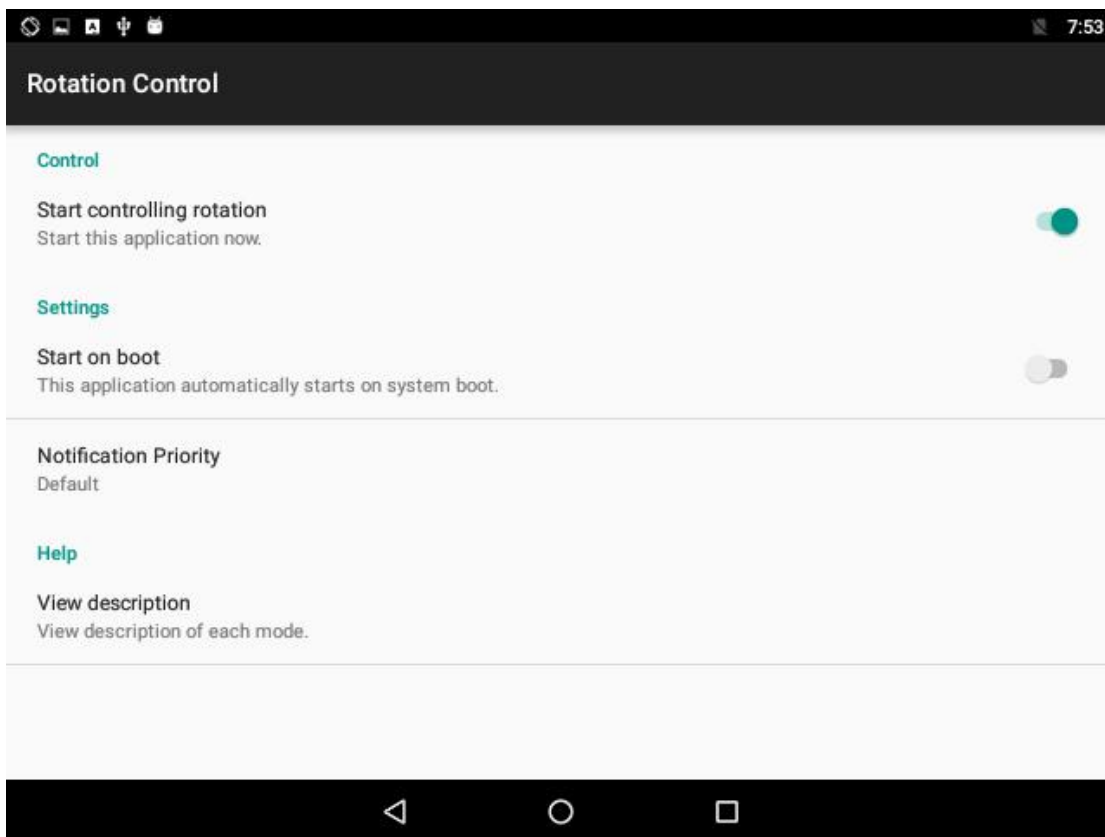 7:53
Rotation Control
Control
Start controlling rotation
Start this application now.
Settings
Start on boot
This application automatically starts on system boot.
Notification Priority
Default
Help
View description
View description of each mode.